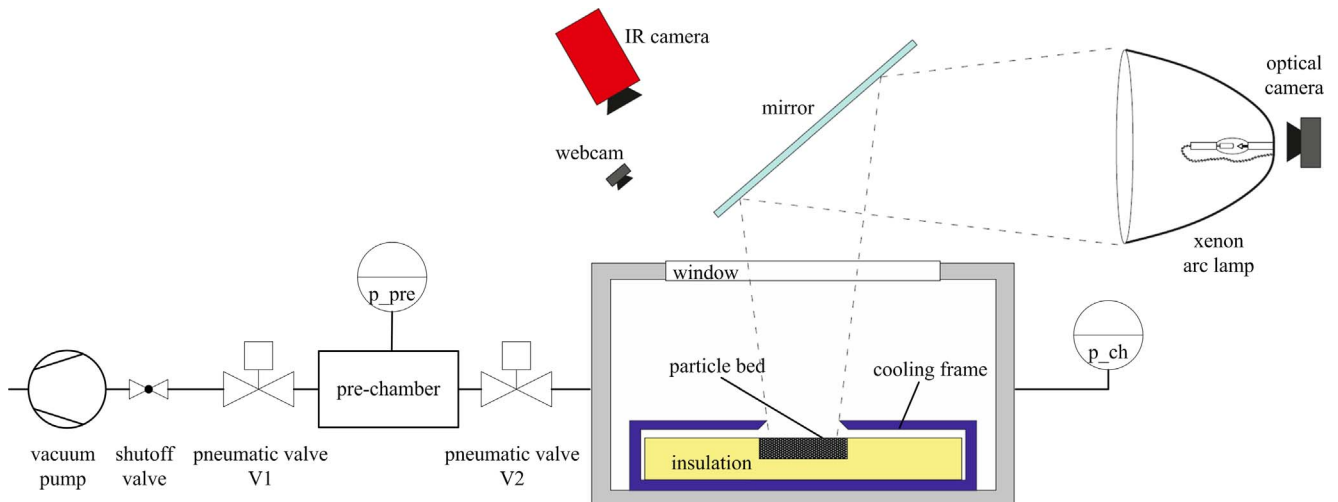 IR camera
optical
camera
mirror
webcam
xenon
arc lamp
window
p_pre
p_ch
particle bed
cooling frame
pre-chamber
insulation
vacuum
pump
shutoff
valve
pneumatic valve
V1
pneumatic valve
V2